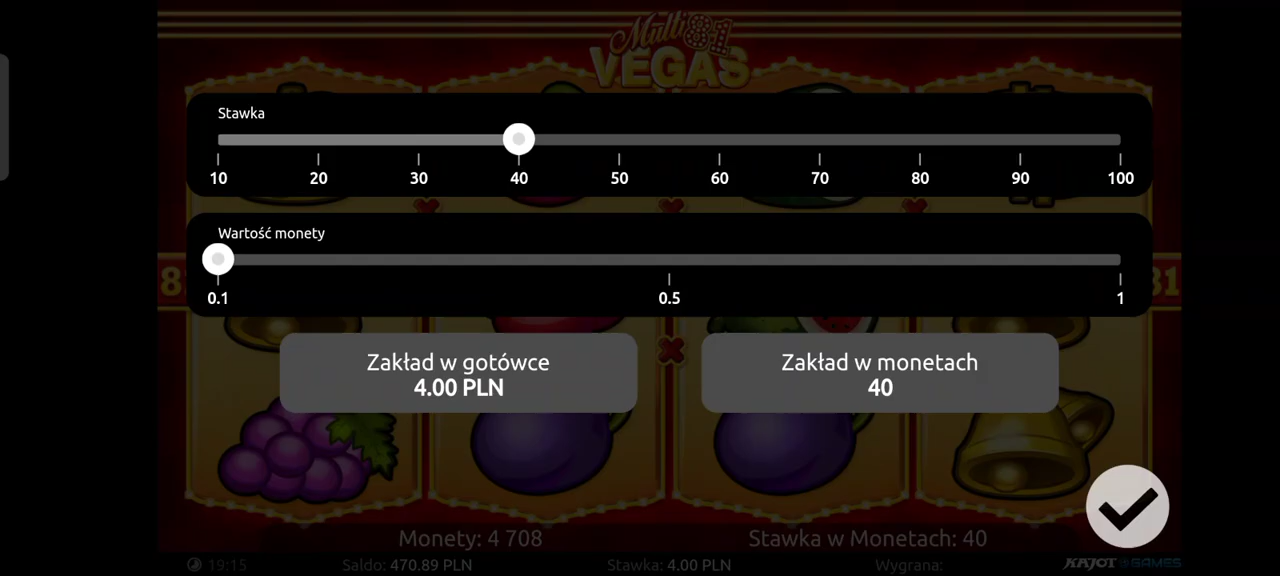 Multi 81
VEGAS
Stawka
10 20 30 40 50 60 70 80 90 100
Wartość monety
0.1 0.5 1
Zakład w gotówce
4.00 PLN
Zakład w monetach
40
Monety: 4 708
Stawka w Monetach: 40
19:15 Saldo: 470.89 PLN Stawka: 4.00 PLN Wygrana: KAJOT GAMES